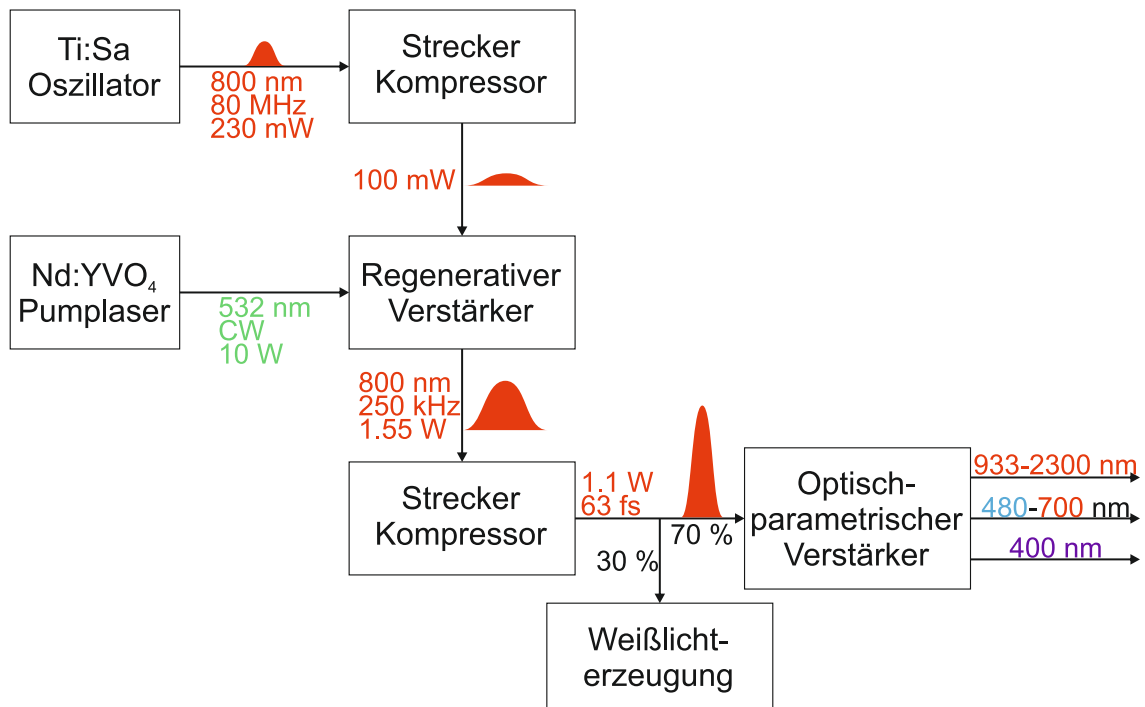 Ti:Sa
Oszillator
800 nm
80 MHz
230 mW
Strecker
Kompressor
100 mW
Nd:YVO₄
Pumplaser
532 nm
CW
10 W
Regenerativer
Verstärker
800 nm
250 kHz
1.55 W
Strecker
Kompressor
1.1 W
63 fs
70 %
30 %
Optisch-
parametrischer
Verstärker
933-2300 nm
480-700 nm
400 nm
Weißlicht-
erzeugung